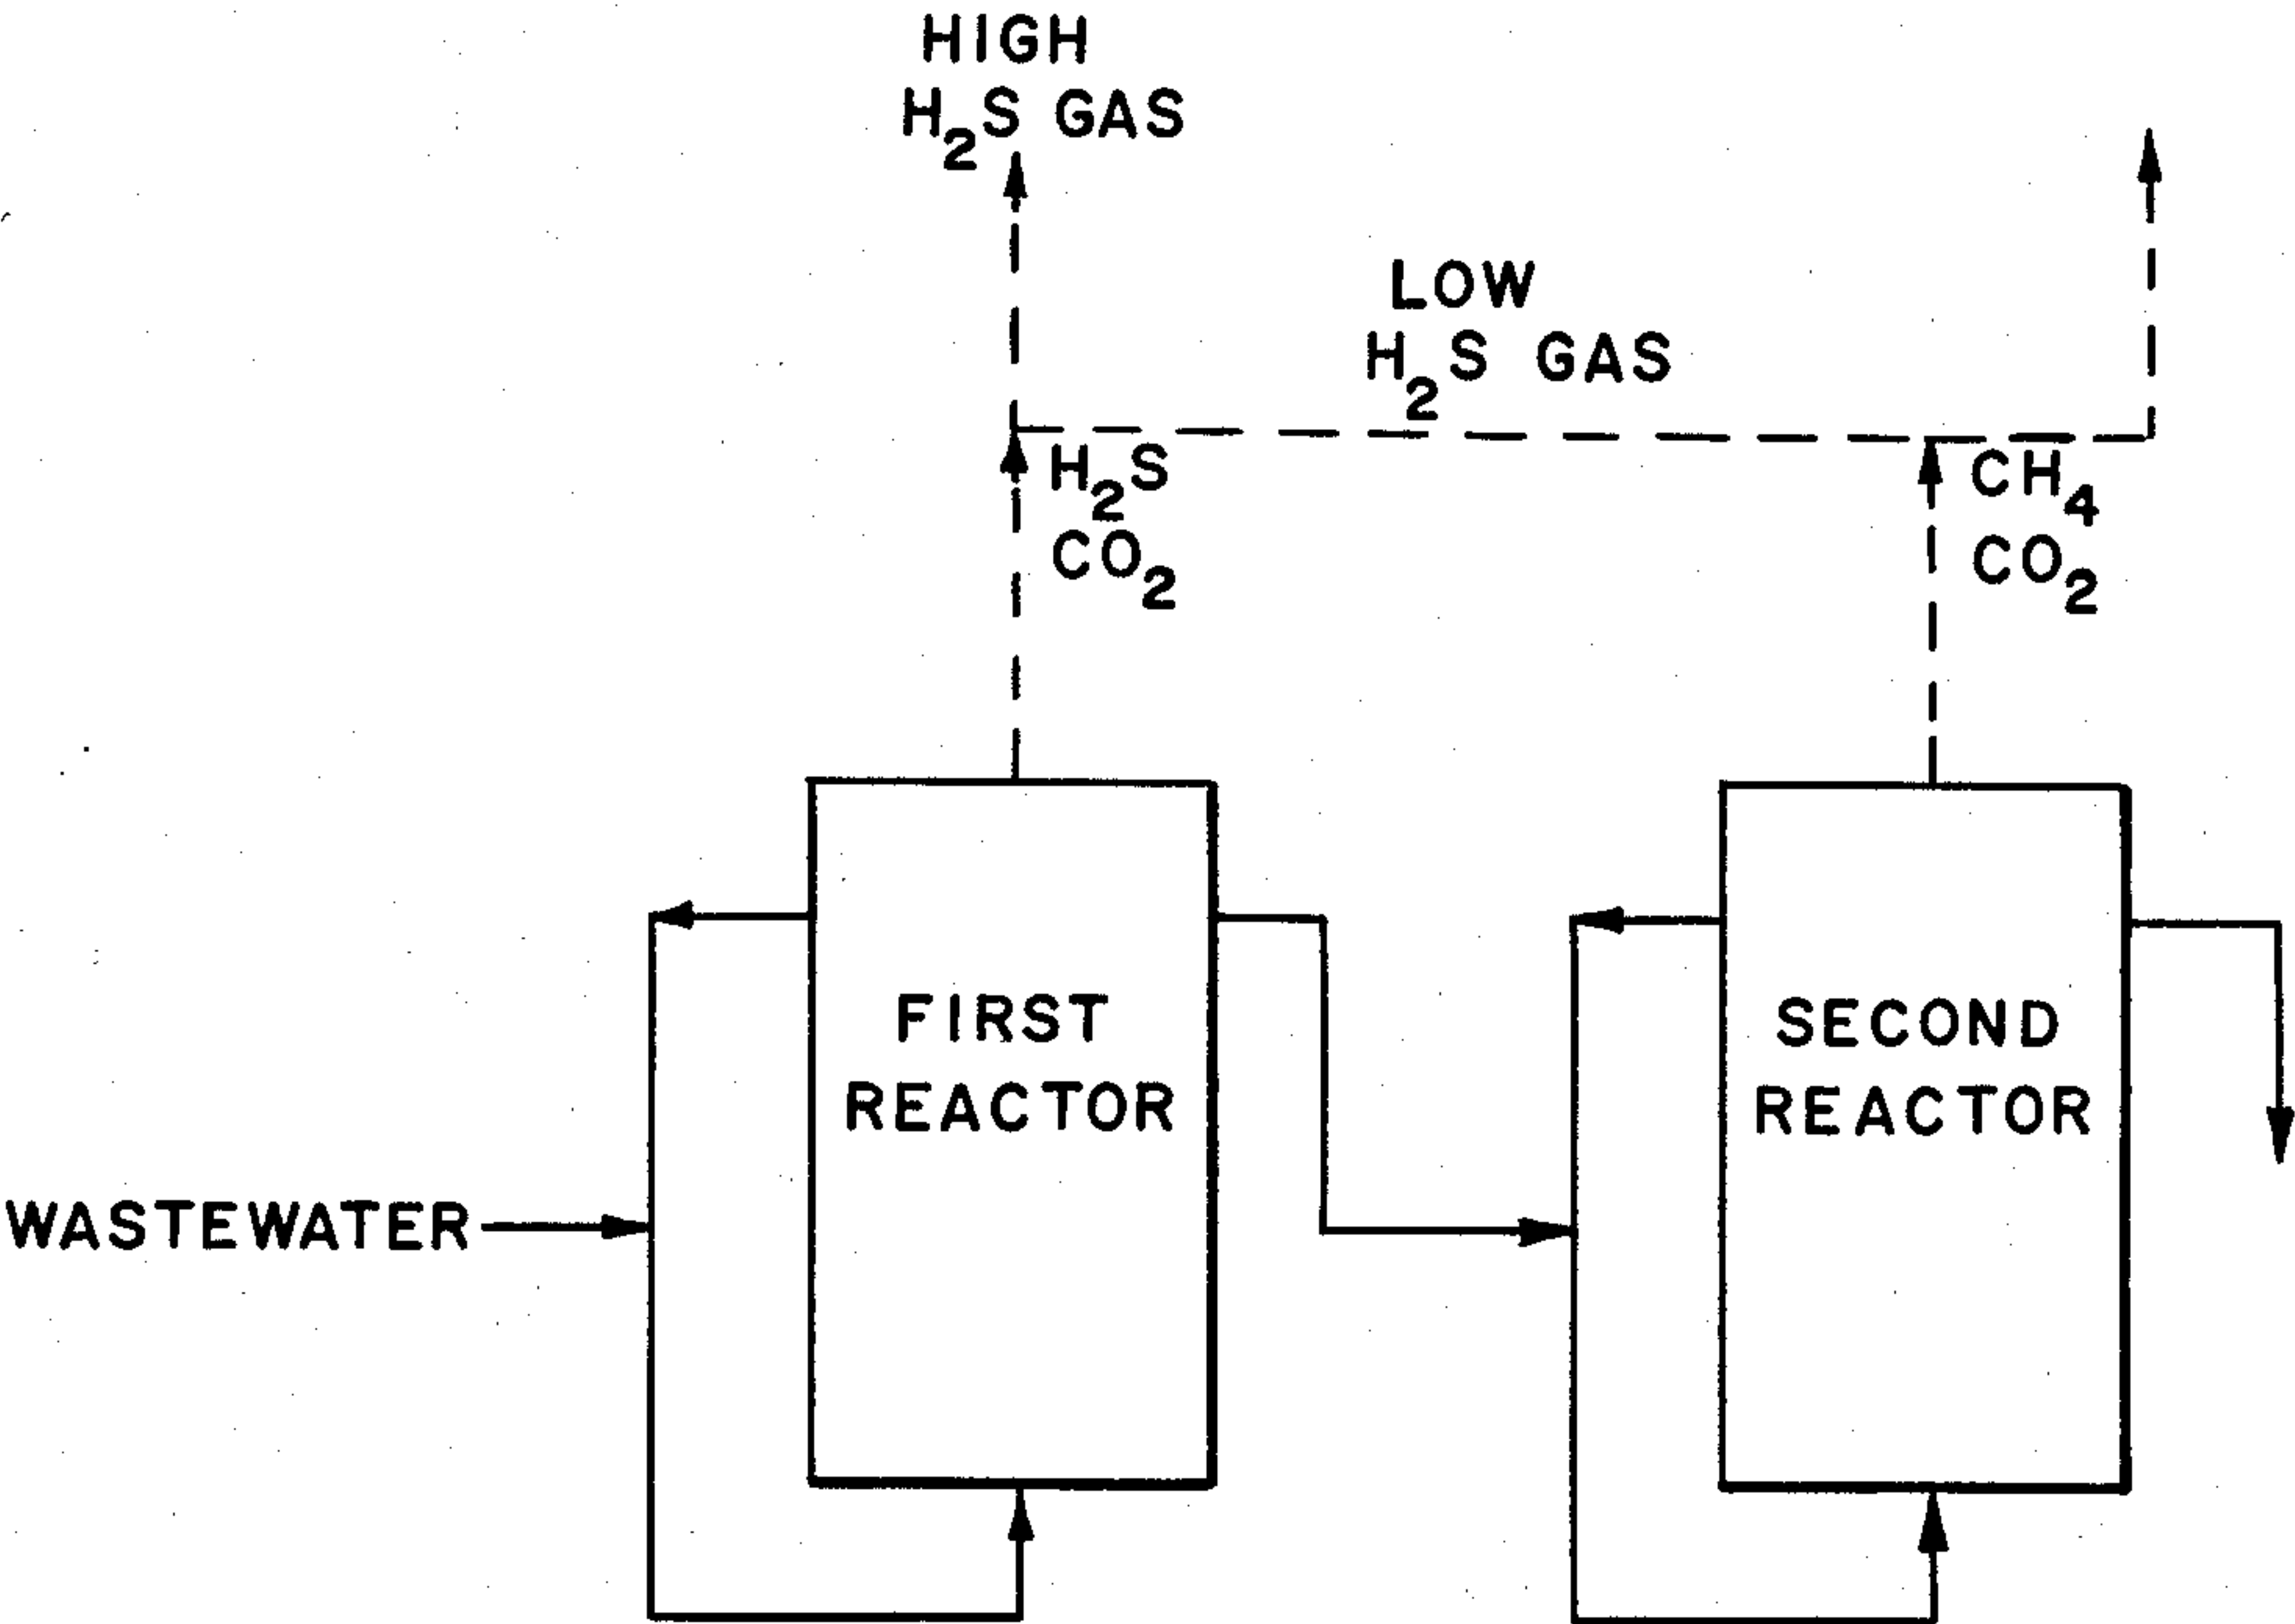 HIGH
H₂S GAS
LOW
H₂S GAS
H₂S
CO₂
CH₄
CO₂
FIRST
REACTOR
SECOND
REACTOR
WASTEWATER